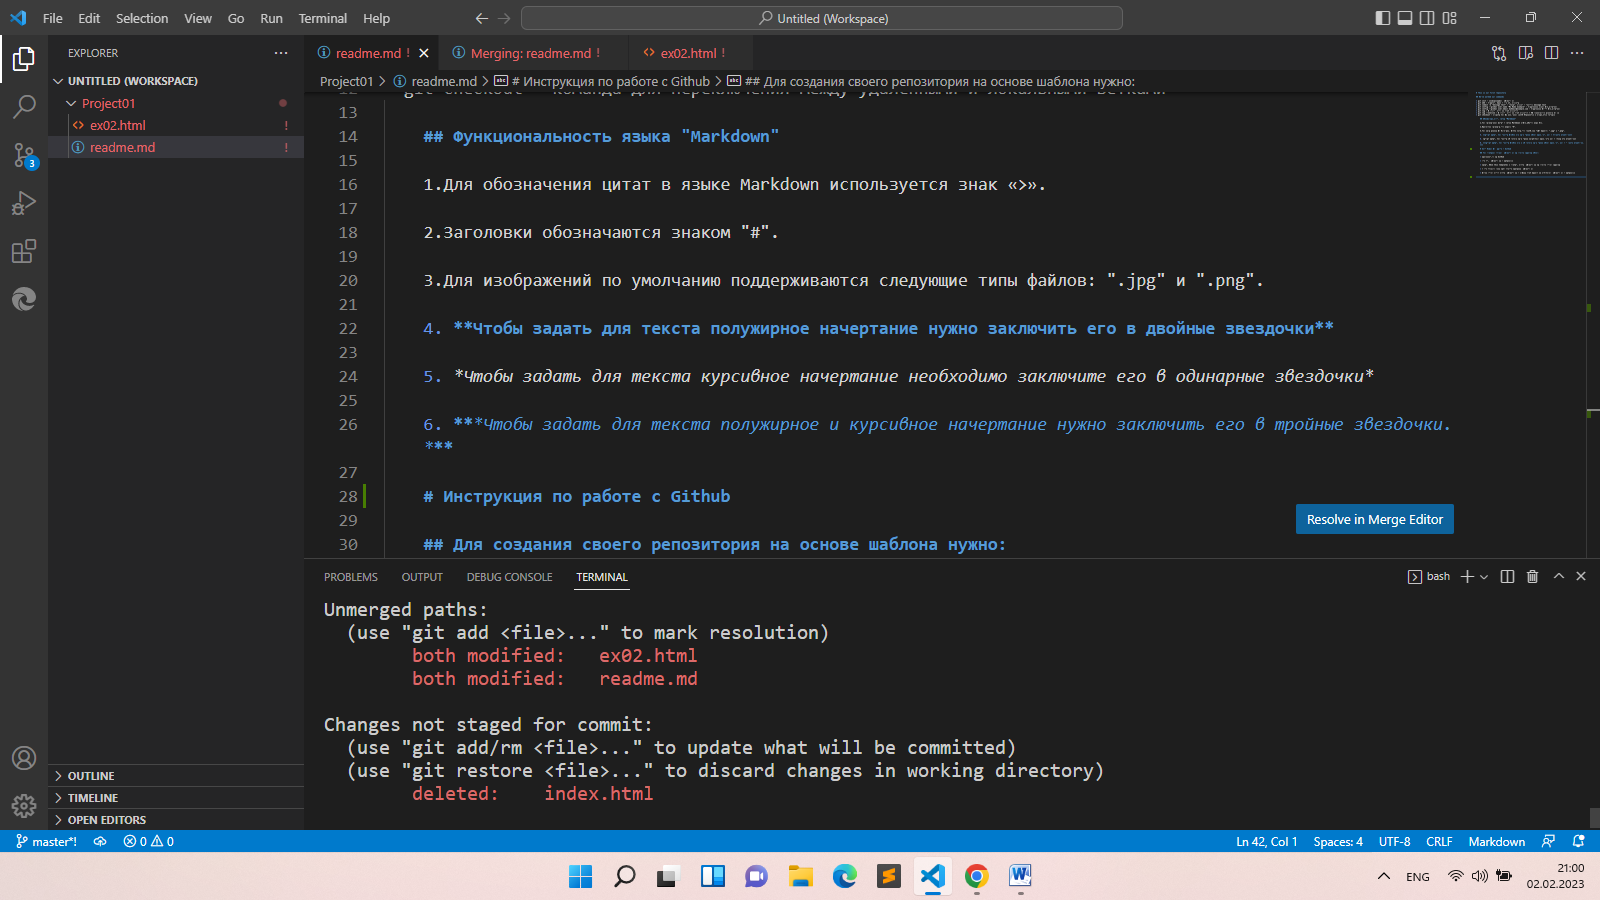 File Edit Selection View Go Run Terminal Help
Untitled (Workspace)
EXPLORER
readme.md !
Merging: readme.md !
ex02.html !
UNTITLED (WORKSPACE)
Project01 > readme.md > # Инструкция по работе с Github > ## Для создания своего репозитория на основе шаблона нужно:
Project01
ex02.html !
readme.md !
3
13
14 ## Функциональность языка "Markdown"
15
16 1.Для обозначения цитат в языке Markdown используется знак «>».
17
18 2.Заголовки обозначаются знаком "#".
19
20 3.Для изображений по умолчанию поддерживаются следующие типы файлов: ".jpg" и ".png".
21
22 4. **Чтобы задать для текста полужирное начертание нужно заключить его в двойные звездочки**
23
24 5. *Чтобы задать для текста курсивное начертание необходимо заключите его в одинарные звездочки*
25
26 6. ***Чтобы задать для текста полужирное и курсивное начертание нужно заключить его в тройные звездочки.
***
27
28 # Инструкция по работе с Github
29
30 ## Для создания своего репозитория на основе шаблона нужно:
Resolve in Merge Editor
PROBLEMS OUTPUT DEBUG CONSOLE TERMINAL
bash
Unmerged paths:
(use "git add <file>..." to mark resolution)
both modified: ex02.html
both modified: readme.md
Changes not staged for commit:
(use "git add/rm <file>..." to update what will be committed)
(use "git restore <file>..." to discard changes in working directory)
deleted: index.html
OUTLINE
TIMELINE
OPEN EDITORS
master*! 0 0
Ln 42, Col 1 Spaces: 4 UTF-8 CRLF Markdown
ENG
21:00
02.02.2023